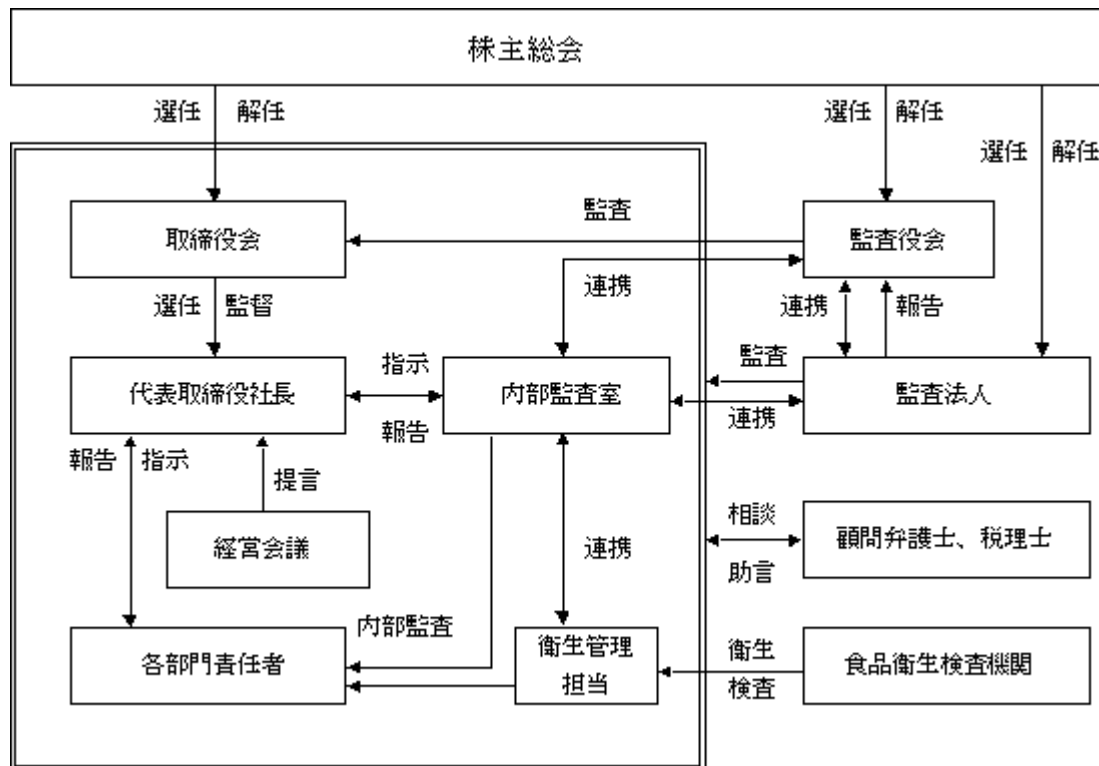 株主総会
選任 解任
選任 解任
選任 解任
取締役会
監査
監査役会
連携
選任 監督
連携 報告
代表取締役社長
指示
報告
内部監査室
監査
連携
監査法人
報告 指示
提言
経営会議
連携
相談
助言
顧問弁護士、税理士
内部監査
各部門責任者
衛生管理
担当
衛生
検査
食品衛生検査機関